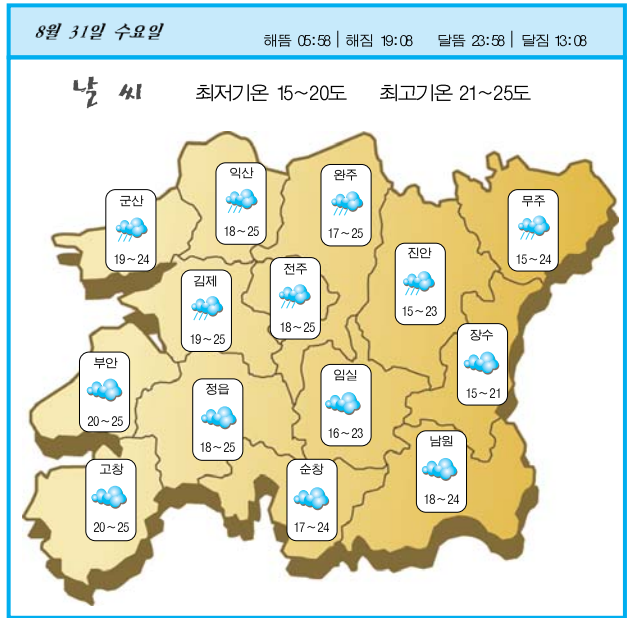 8월 31일 수요일
해뜸 05:58 | 해짐 19:08 달뜸 23:58 | 달짐 13:08
날 씨 최저기온 15~20도 최고기온 21~25도
익산
18~25
완주
17~25
군산
19~24
무주
15~24
진안
15~23
전주
18~25
김제
19~25
장수
15~21
부안
20~25
정읍
18~25
임실
16~23
남원
18~24
고창
20~25
순창
17~24